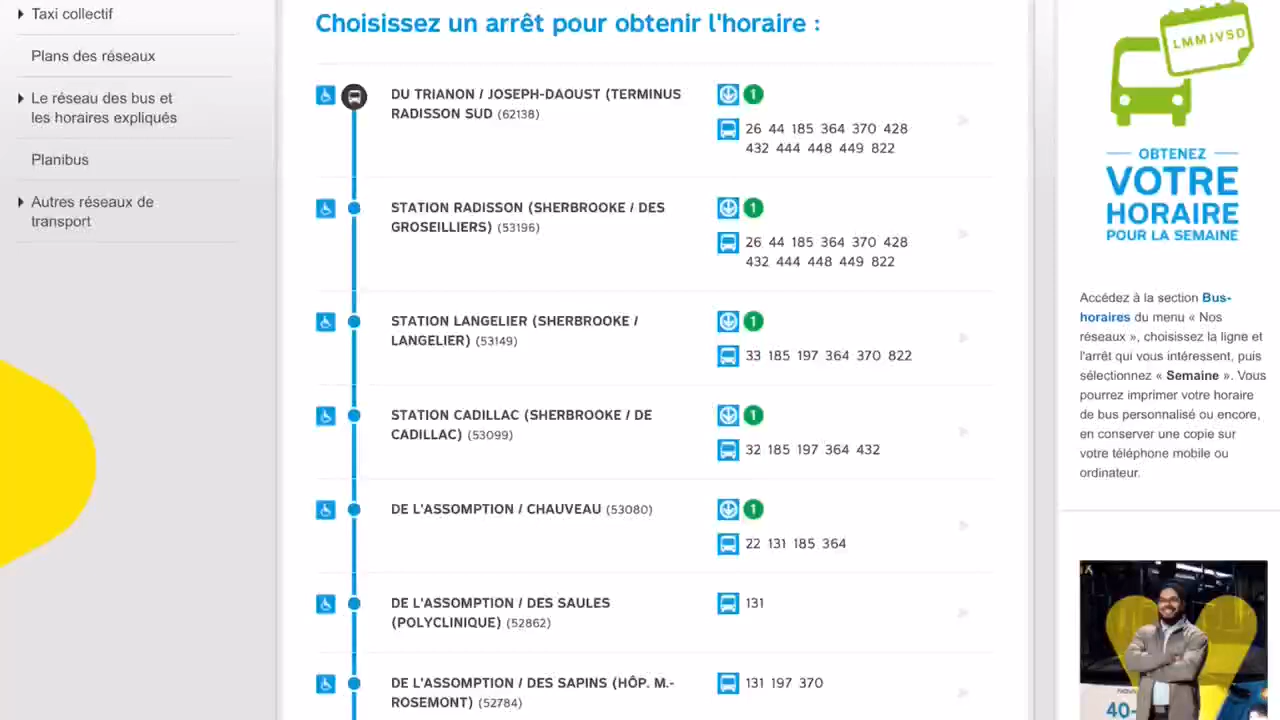 Taxi collectif
Plans des réseaux
Le réseau des bus et
les horaires expliqués
Planibus
Autres réseaux de
transport
Choisissez un arrêt pour obtenir l'horaire :
DU TRIANON / JOSEPH-DAOUST (TERMINUS
RADISSON SUD (62138)
1
26 44 185 364 370 428
432 444 448 449 822
STATION RADISSON (SHERBROOKE / DES
GROSEILLIERS) (53196)
1
26 44 185 364 370 428
432 444 448 449 822
STATION LANGELIER (SHERBROOKE /
LANGELIER) (53149)
1
33 185 197 364 370 822
STATION CADILLAC (SHERBROOKE / DE
CADILLAC) (53099)
1
32 185 197 364 432
DE L'ASSOMPTION / CHAUVEAU (53080)
1
22 131 185 364
DE L'ASSOMPTION / DES SAULES
(POLYCLINIQUE) (52862)
131
DE L'ASSOMPTION / DES SAPINS (HÔP. M.-
ROSEMONT) (52784)
131 197 370
LMMJVSD
OBTENEZ
VOTRE
HORAIRE
POUR LA SEMAINE
Accédez à la section Bus-
horaires du menu « Nos
réseaux », choisissez la ligne et
l'arrêt qui vous intéressent, puis
sélectionnez « Semaine ». Vous
pourrez imprimer votre horaire
de bus personnalisé ou encore,
en conserver une copie sur
votre téléphone mobile ou
ordinateur.
40-